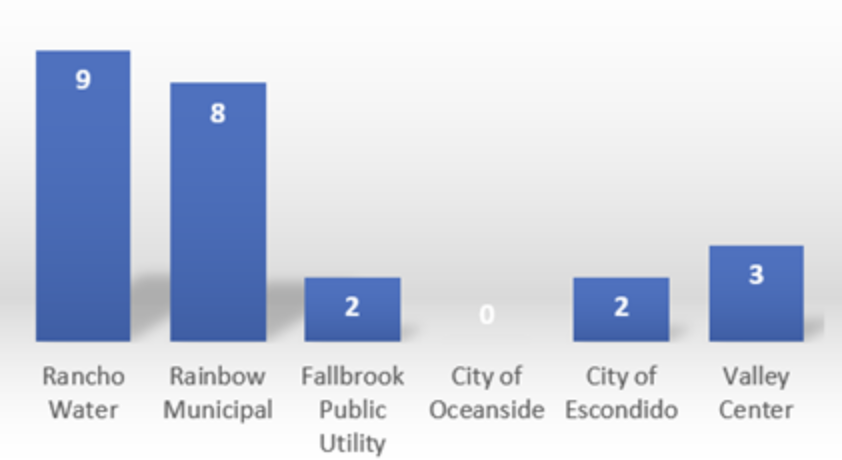 9
8
2
0
2
3
Rancho Water
Rainbow Municipal
Fallbrook Public Utility
City of Oceanside
City of Escondido
Valley Center